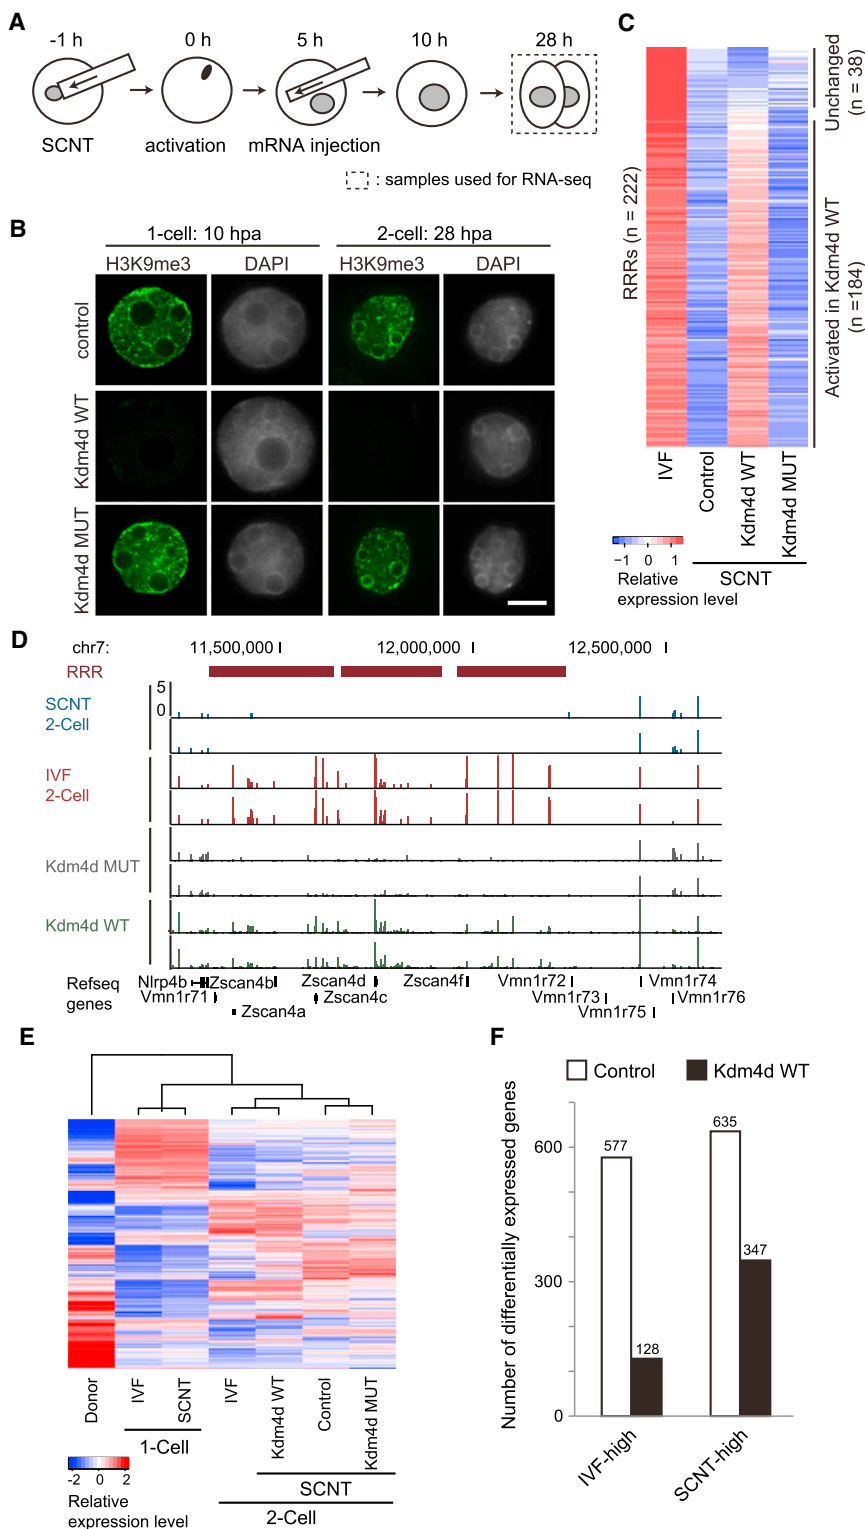 A
-1 h
0 h
5 h
10 h
28 h
SCNT
activation
mRNA injection
: samples used for RNA-seq
B
1-cell: 10 hpa
2-cell: 28 hpa
H3K9me3
DAPI
H3K9me3
DAPI
control
Kdm4d WT
Kdm4d MUT
C
RRRs (n = 222)
Unchanged
(n = 38)
Activated in Kdm4d WT
(n =184)
IVF
Control
Kdm4d WT
Kdm4d MUT
−1 0 1
Relative
expression level
SCNT
D
chr7:
11,500,000
12,000,000
12,500,000
RRR
SCNT
2-Cell
5
0
IVF
2-Cell
Kdm4d MUT
Kdm4d WT
Refseq
genes
Nlrp4b
Zscan4b
Zscan4d
Zscan4f
Vmn1r72
Vmn1r74
Vmn1r71
Zscan4c
Vmn1r73
Vmn1r76
Zscan4a
Vmn1r75
E
Donor
IVF
SCNT
IVF
Kdm4d WT
Control
Kdm4d MUT
1-Cell
SCNT
2-Cell
-2 0 2
Relative
expression level
F
Control
Kdm4d WT
Number of differentially expressed genes
600
300
0
577
128
635
347
IVF-high
SCNT-high